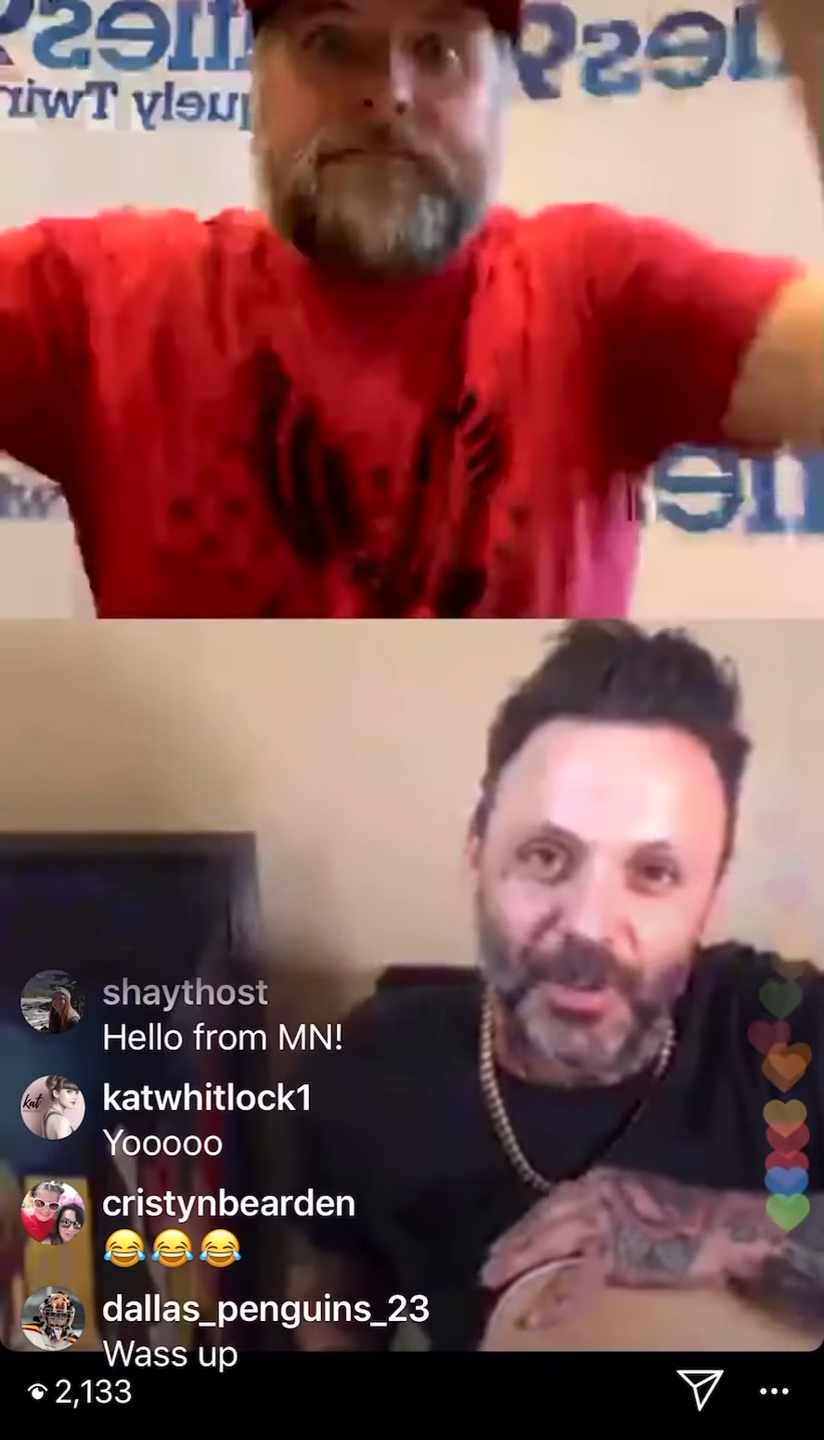 shaythost
Hello from MN!
katwhitlock1
Yooooo
cristynbearden
😂😂😂
dallas_penguins_23
Wass up
2,133